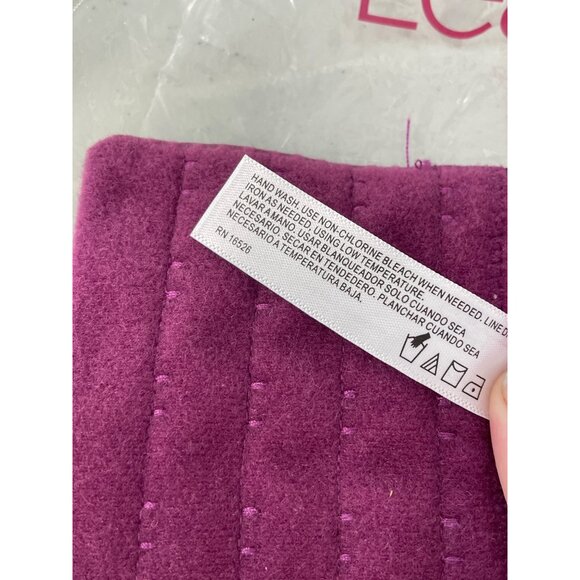 HAND WASH. USE NON-CHLORINE BLEACH WHEN NEEDED. LINE D
IRON AS NEEDED, USING LOW TEMPERATURE.
LAVAR A MANO. USAR BLANQUEADOR SOLO CUANDO SEA
NECESARIO. SECAR EN TENDEDERO. PLANCHAR CUANDO SEA
NECESARIO A TEMPERATURA BAJA.
RN 16526